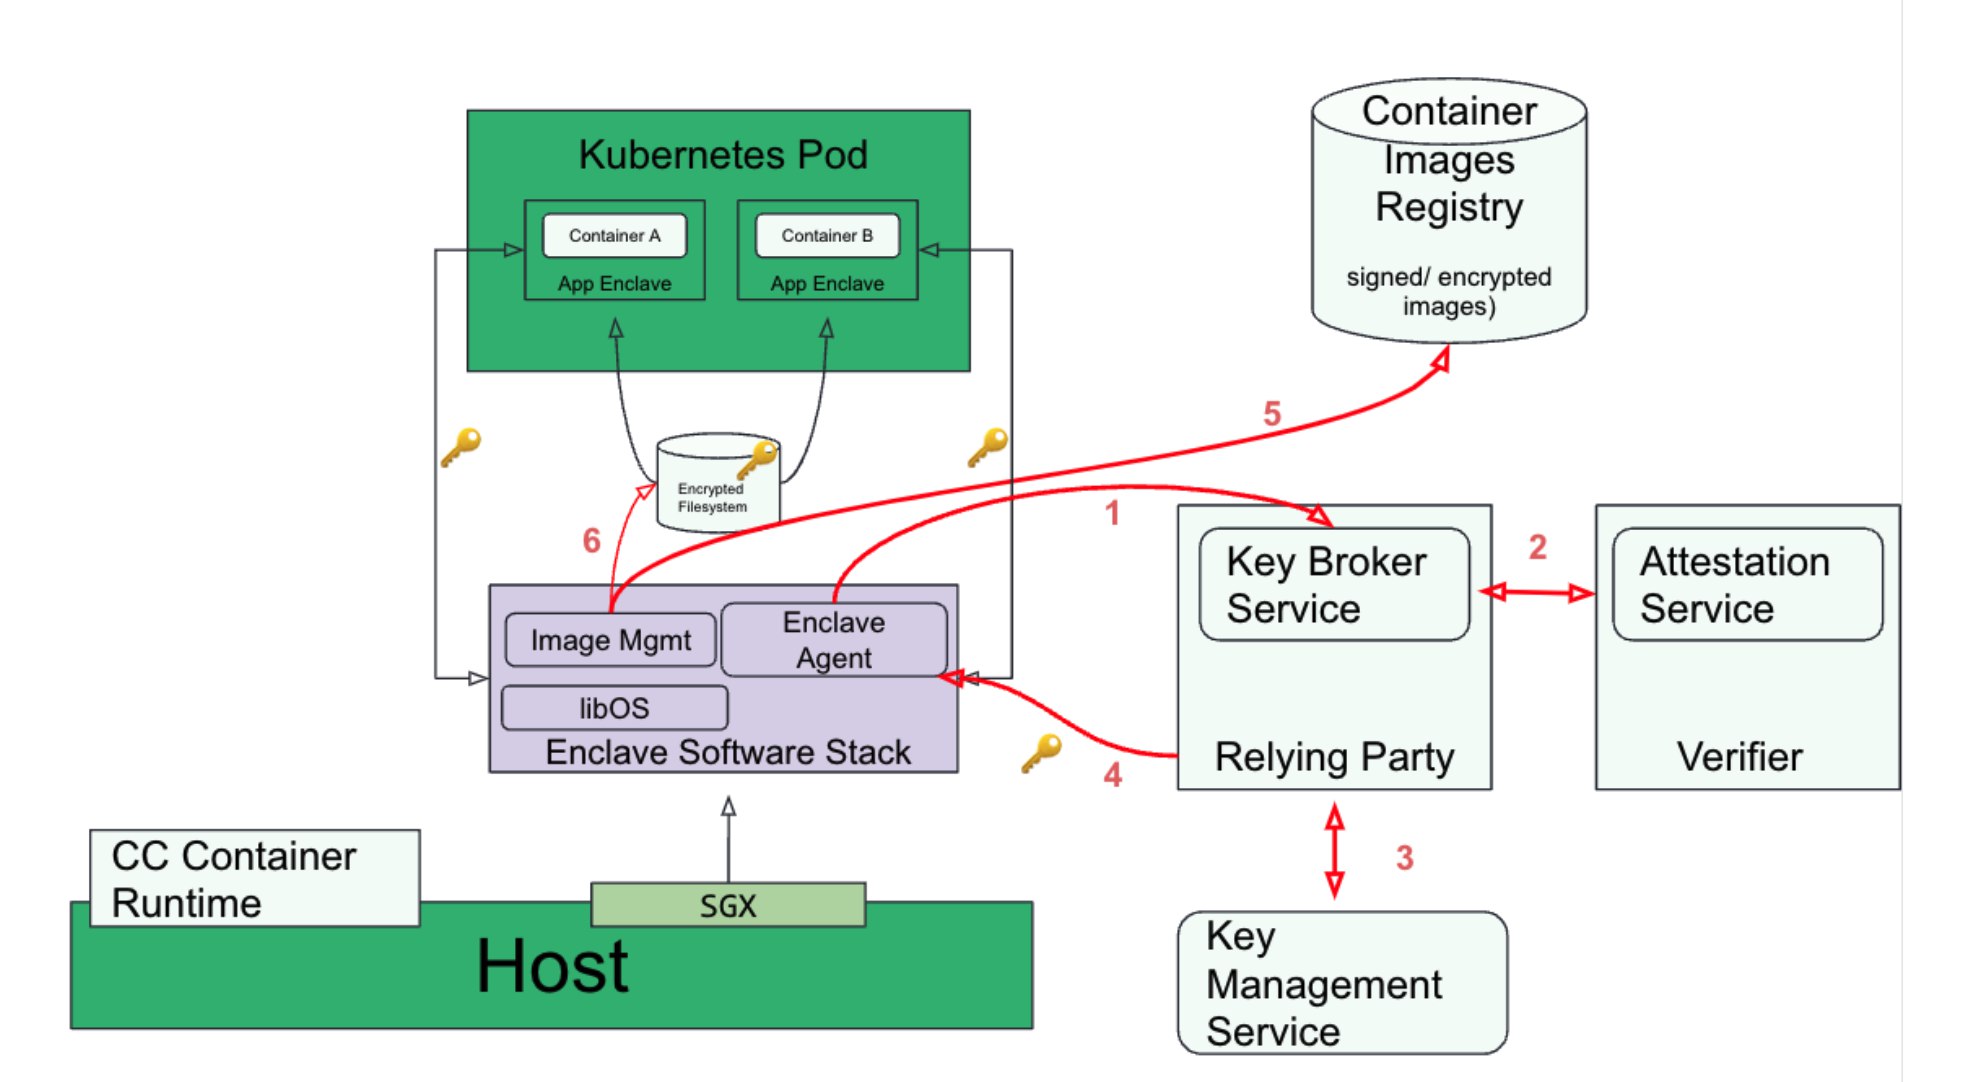 Kubernetes Pod
Container A
App Enclave
Container B
App Enclave
Container
Images
Registry
signed/ encrypted
images)
5
1
Encrypted
Filesystem
6
Key Broker
Service
2
Attestation
Service
Image Mgmt
Enclave
Agent
libOS
Enclave Software Stack
Relying Party
Verifier
4
3
CC Container
Runtime
SGX
Host
Key
Management
Service